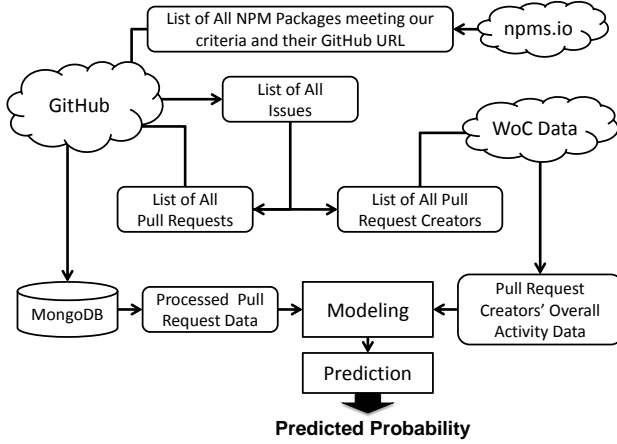 List of All NPM Packages meeting our
criteria and their GitHub URL
npms.io
GitHub
List of All
Issues
WoC Data
List of All
Pull Requests
List of All Pull
Request Creators
MongoDB
Processed Pull
Request Data
Modeling
Pull Request
Creators' Overall
Activity Data
Prediction
Predicted Probability